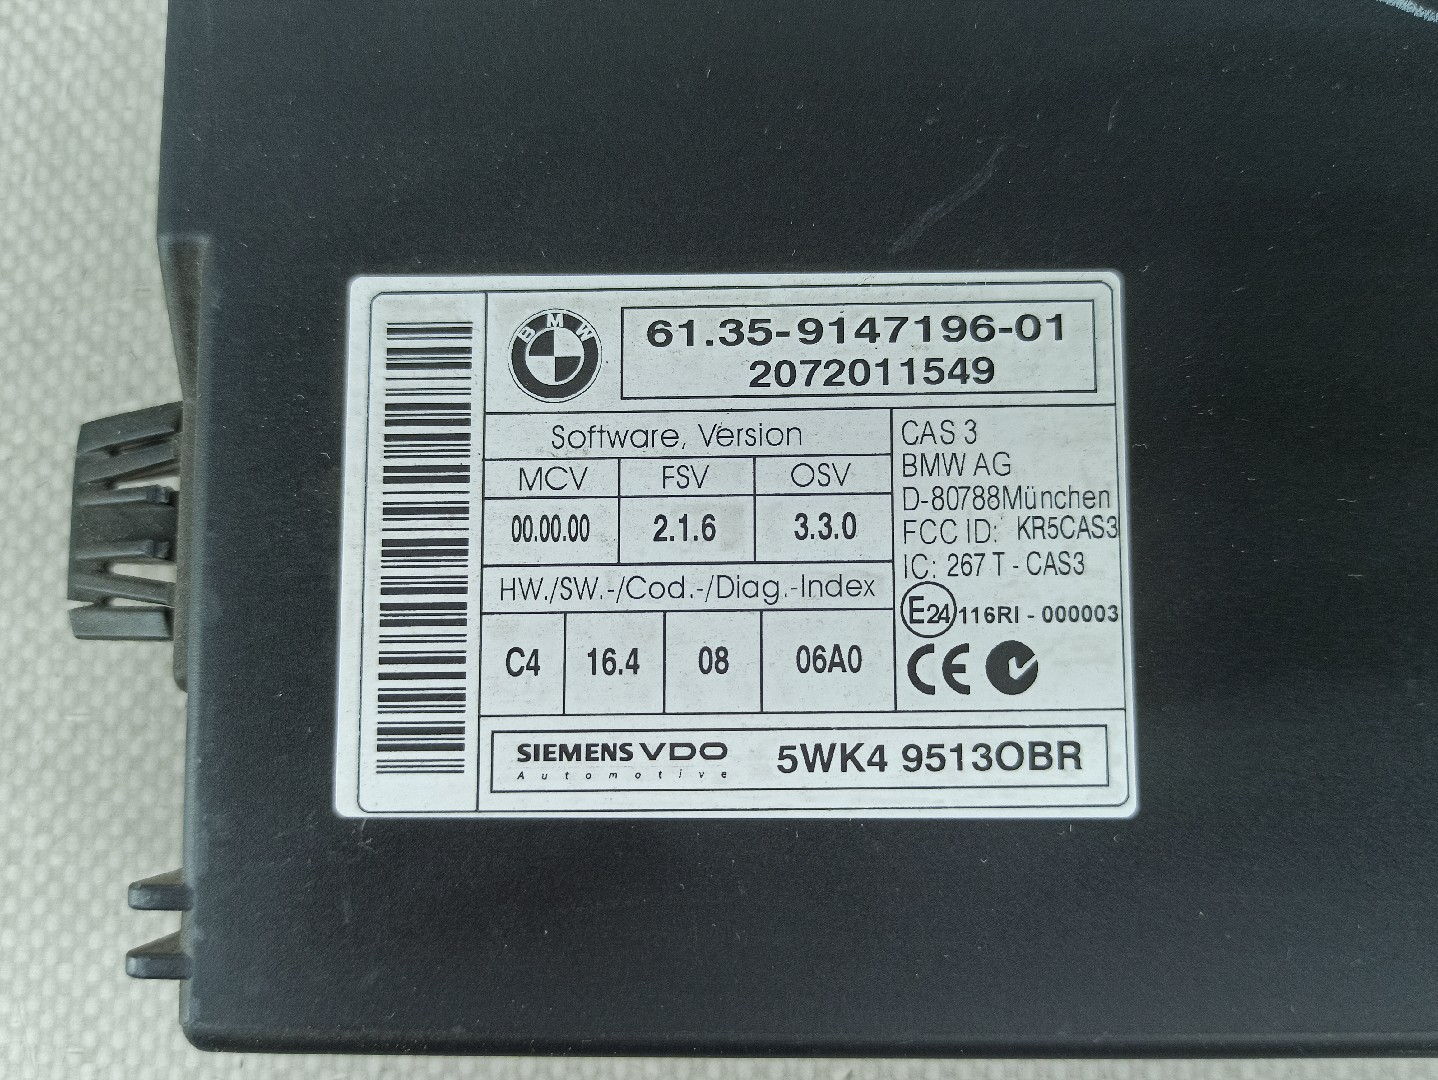 BMW
61.35-9147196-01
2072011549
Software, Version
MCV FSV OSV
00.00.00 2.1.6 3.3.0
HW./SW.-/Cod.-/Diag.-Index
C4 16.4 08 06A0
CAS 3
BMW AG
D-80788München
FCC ID: KR5CAS3
IC: 267 T - CAS3
E24 116RI - 000003
CE
SIEMENS VDO
Automotive
5WK4 9513OBR